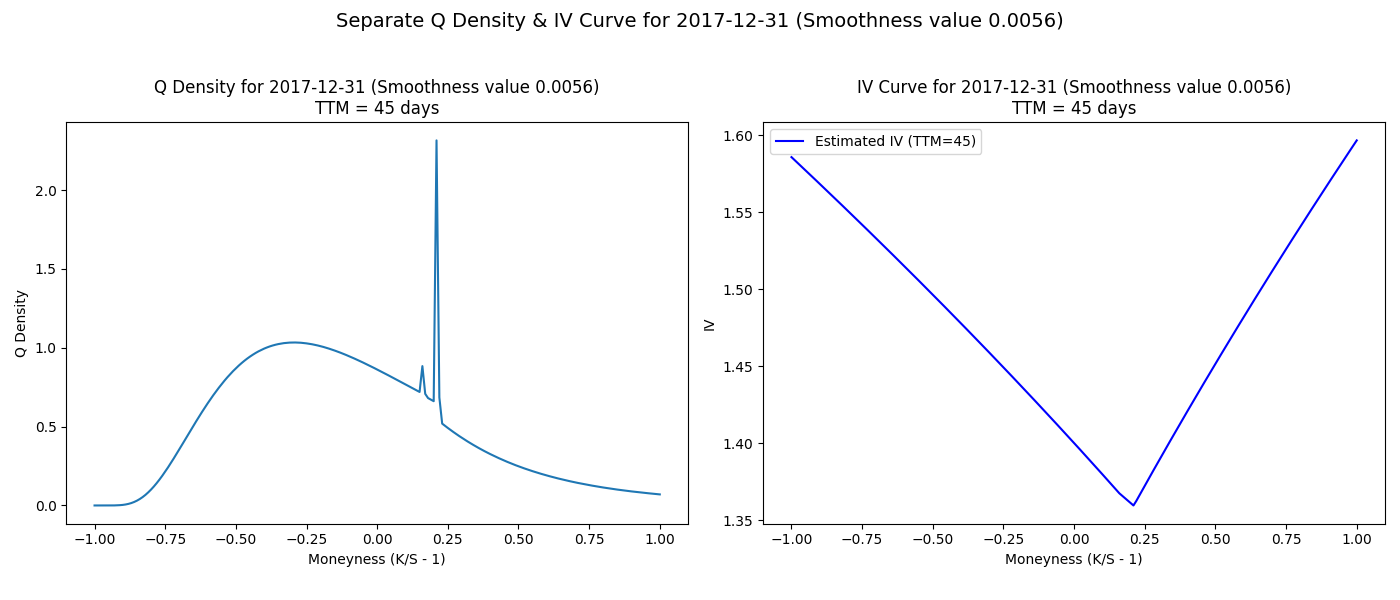 Separate Q Density & IV Curve for 2017-12-31 (Smoothness value 0.0056)
Q Density for 2017-12-31 (Smoothness value 0.0056)
TTM = 45 days
Q Density
2.0
1.5
1.0
0.5
0.0
−1.00 −0.75 −0.50 −0.25 0.00 0.25 0.50 0.75 1.00
Moneyness (K/S - 1)
IV Curve for 2017-12-31 (Smoothness value 0.0056)
TTM = 45 days
Estimated IV (TTM=45)
IV
1.60
1.55
1.50
1.45
1.40
1.35
−1.00 −0.75 −0.50 −0.25 0.00 0.25 0.50 0.75 1.00
Moneyness (K/S - 1)